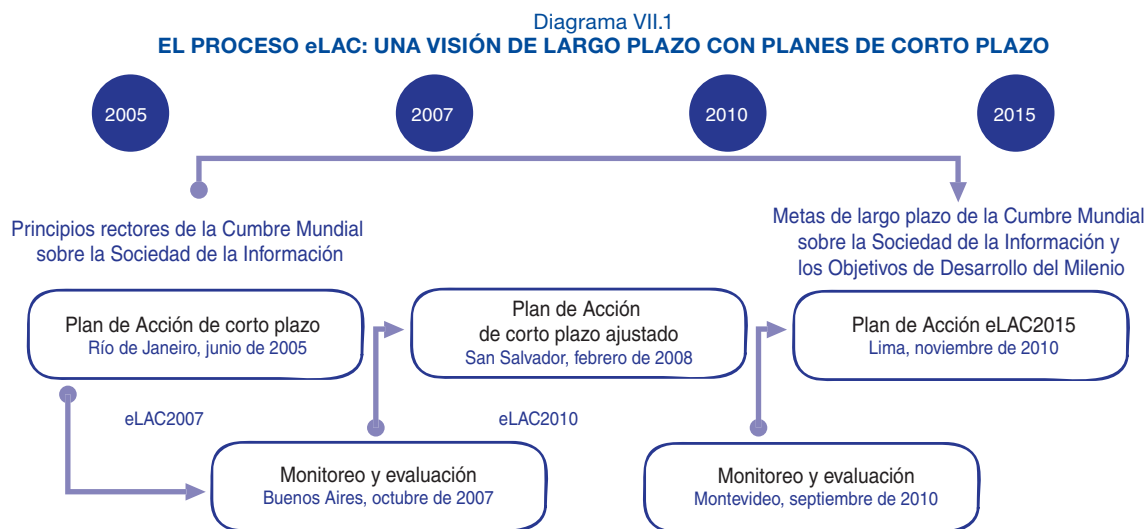 Diagrama VII.1
EL PROCESO eLAC: UNA VISIÓN DE LARGO PLAZO CON PLANES DE CORTO PLAZO
2005
2007
2010
2015
Principios rectores de la Cumbre Mundial
sobre la Sociedad de la Información
Metas de largo plazo de la Cumbre Mundial
sobre la Sociedad de la Información y
los Objetivos de Desarrollo del Milenio
Plan de Acción de corto plazo
Río de Janeiro, junio de 2005
Plan de Acción
de corto plazo ajustado
San Salvador, febrero de 2008
Plan de Acción eLAC2015
Lima, noviembre de 2010
eLAC2007
eLAC2010
Monitoreo y evaluación
Buenos Aires, octubre de 2007
Monitoreo y evaluación
Montevideo, septiembre de 2010